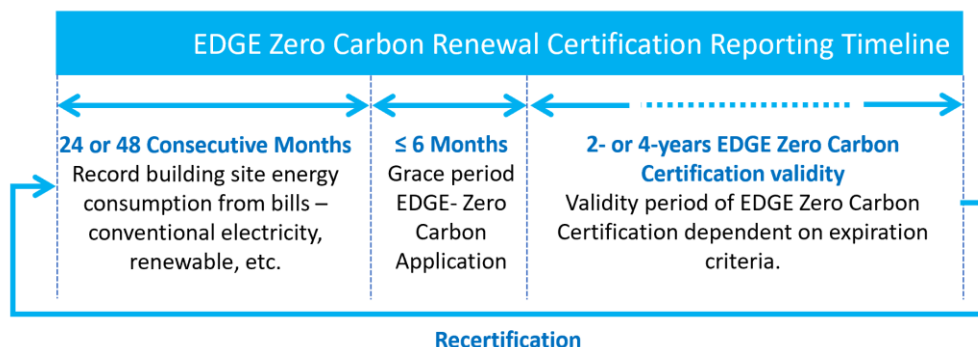 EDGE Zero Carbon Renewal Certification Reporting Timeline
24 or 48 Consecutive Months
Record building site energy
consumption from bills –
conventional electricity,
renewable, etc.
≤ 6 Months
Grace period
EDGE- Zero
Carbon
Application
2- or 4-years EDGE Zero Carbon
Certification validity
Validity period of EDGE Zero Carbon
Certification dependent on expiration
criteria.
Recertification